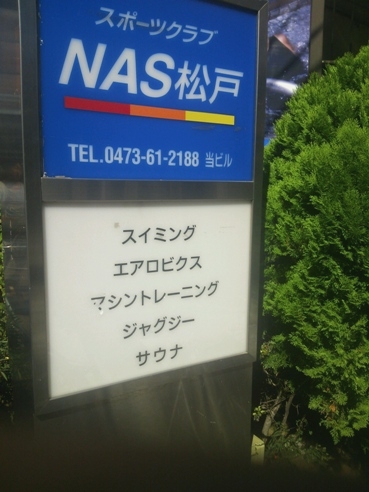 スポーツクラブ
NAS松戸
TEL.0473-61-2188 当ビル
スイミング
エアロビクス
マシントレーニング
ジャグジー
サウナ